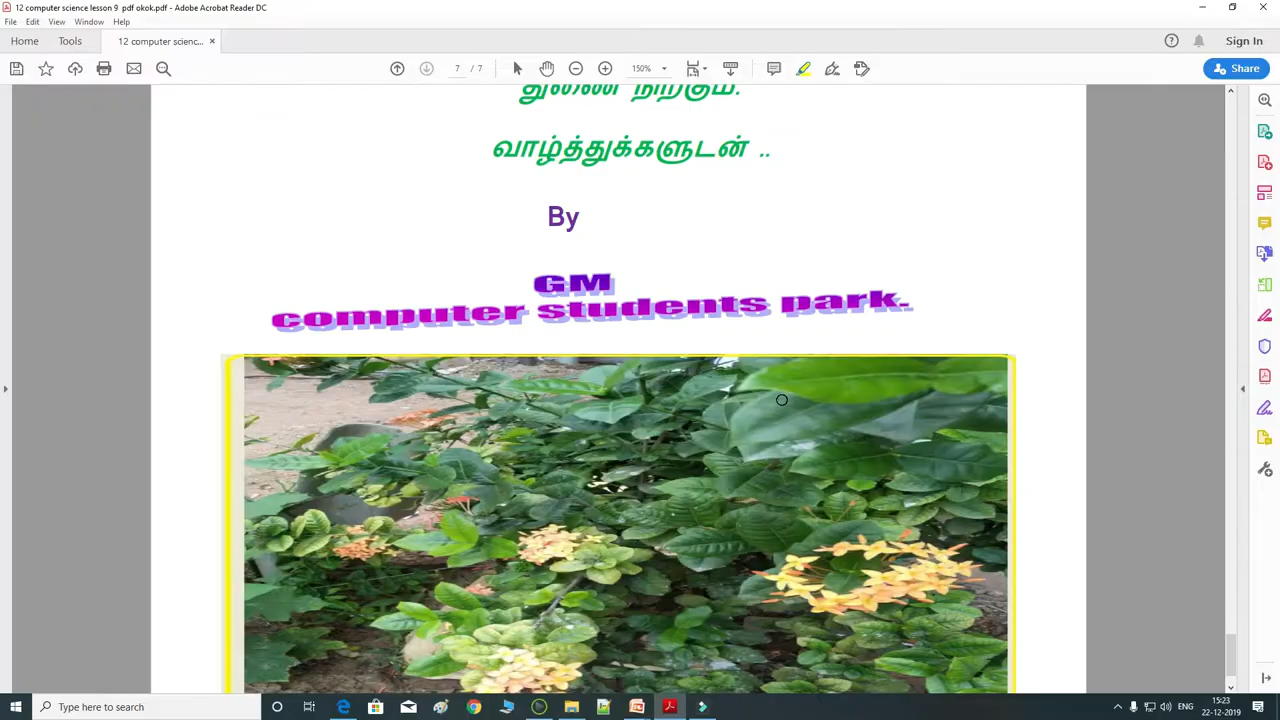 12 computer science lesson 9 pdf okok.pdf - Adobe Acrobat Reader DC
File Edit View Window Help
Home Tools 12 computer scienc... × Sign In
7 / 7 150% Share
துணை நிற்கும்.
வாழ்த்துக்களுடன் ..
By
GM
computer students park.
Type here to search
15:23
22-12-2019